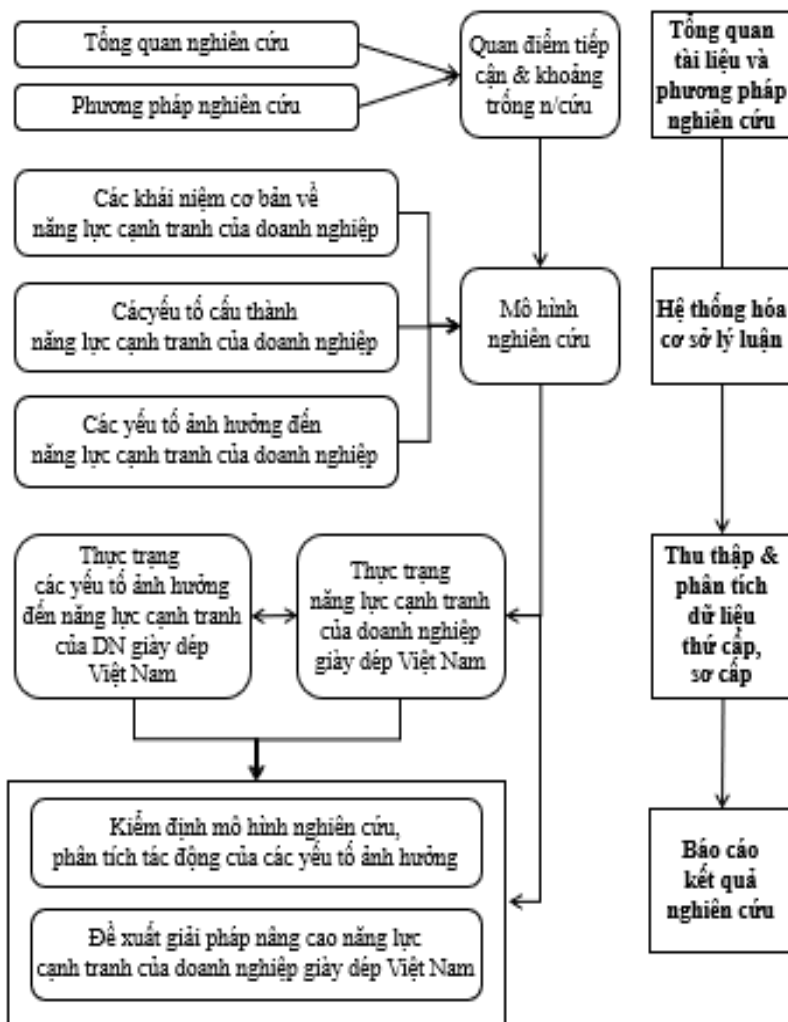 Tổng quan nghiên cứu
Phương pháp nghiên cứu
Quan điểm tiếp
cận & khoảng
trống n/cứu
Tổng quan
tài liệu và
phương pháp
nghiên cứu
Các khái niệm cơ bản về
năng lực cạnh tranh của doanh nghiệp
Cácyếu tố cấu thành
năng lực cạnh tranh của doanh nghiệp
Các yếu tố ảnh hưởng đến
năng lực cạnh tranh của doanh nghiệp
Mô hình
nghiên cứu
Hệ thống hóa
cơ sở lý luận
Thực trạng
các yếu tố ảnh hưởng
đến năng lực cạnh tranh
của DN giày dép
Việt Nam
Thực trạng
năng lực cạnh tranh
của doanh nghiệp
giày dép Việt Nam
Thu thập &
phân tích
dữ liệu
thứ cấp,
sơ cấp
Kiểm định mô hình nghiên cứu,
phân tích tác động của các yếu tố ảnh hưởng
Đề xuất giải pháp nâng cao năng lực
cạnh tranh của doanh nghiệp giày dép Việt Nam
Báo cáo
kết quả
nghiên cứu